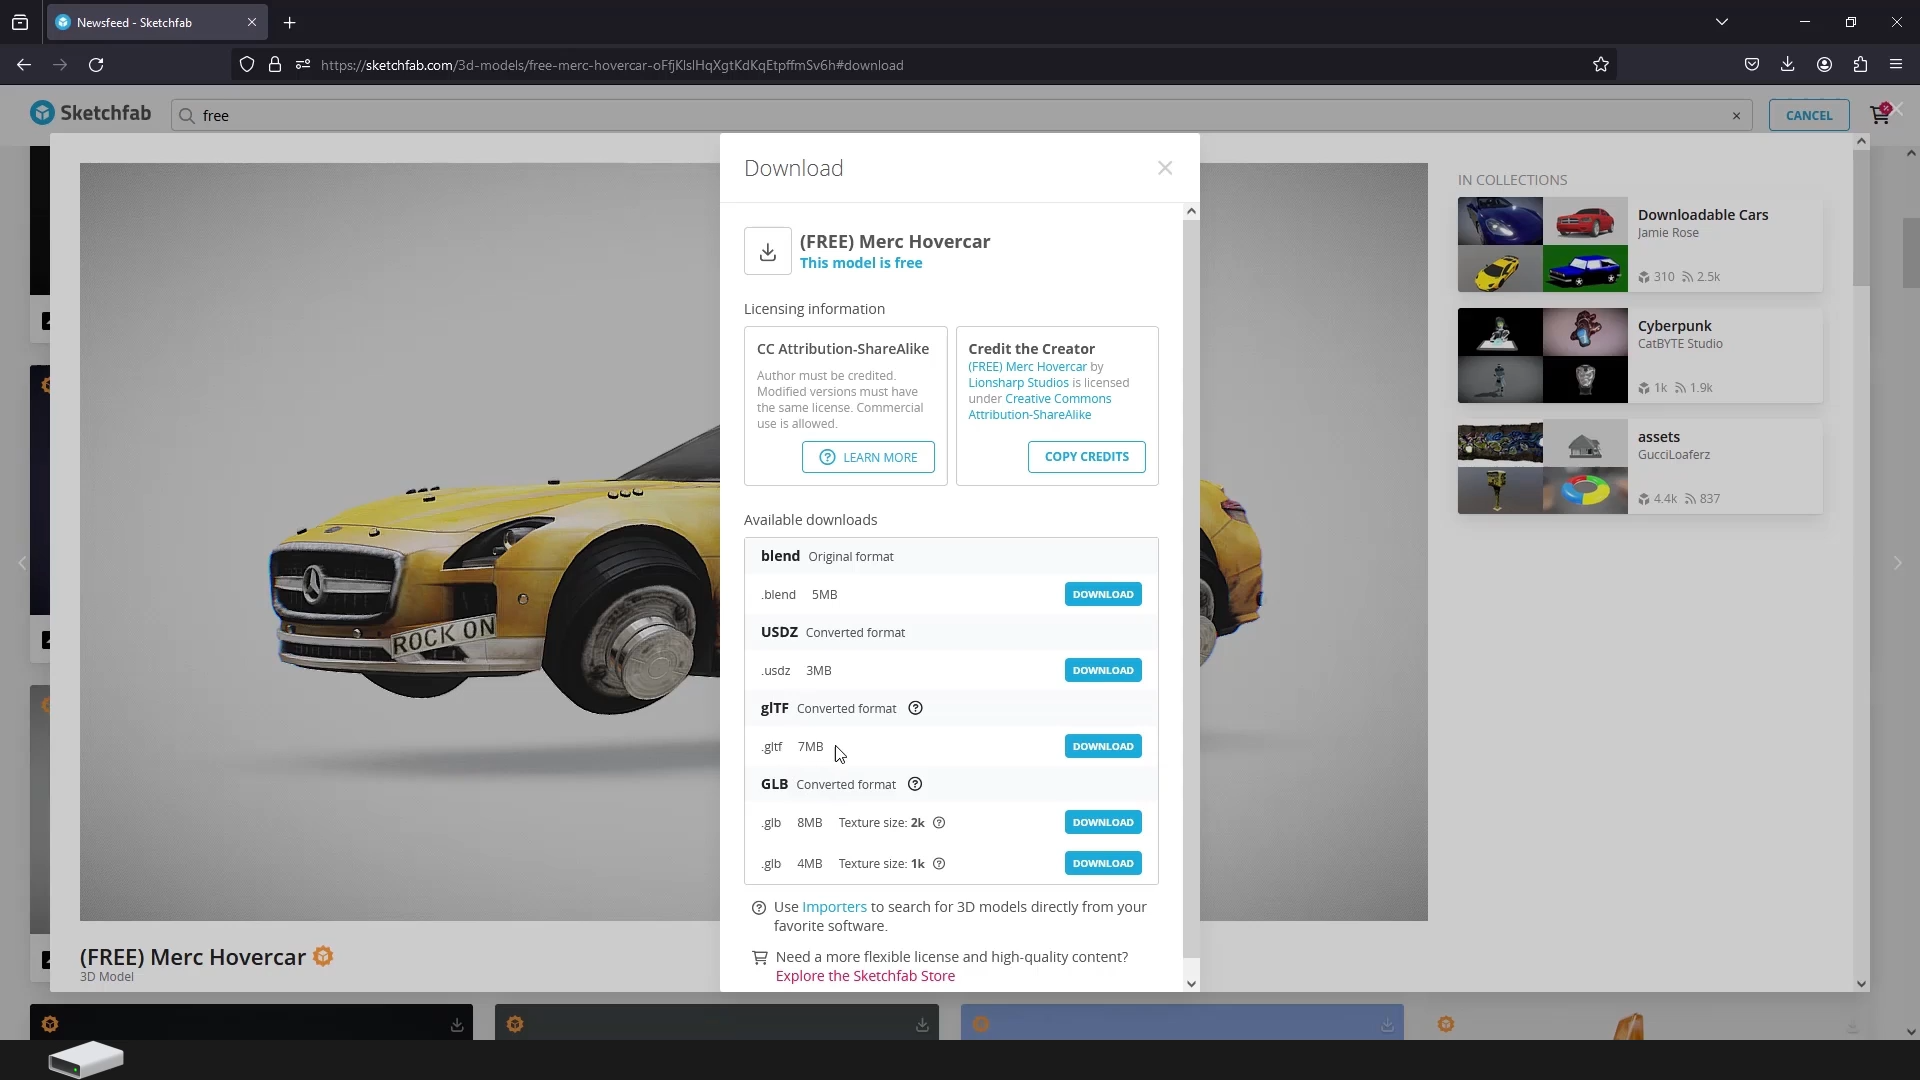 Newsfeed - Sketchfab
https://sketchfab.com/3d-models/free-merc-hovercar-oFfjKlslHqXgtKdKqEtpffmSv6h#download
Sketchfab
free
CANCEL
Download
(FREE) Merc Hovercar
This model is free
Licensing information
CC Attribution-ShareAlike
Author must be credited.
Modified versions must have
the same license. Commercial
use is allowed.
LEARN MORE
Credit the Creator
(FREE) Merc Hovercar by
Lionsharp Studios is licensed
under Creative Commons
Attribution-ShareAlike
COPY CREDITS
Available downloads
blend Original format
.blend 5MB DOWNLOAD
USDZ Converted format
.usdz 3MB DOWNLOAD
glTF Converted format
.gltf 7MB DOWNLOAD
GLB Converted format
.glb 8MB Texture size: 2k DOWNLOAD
.glb 4MB Texture size: 1k DOWNLOAD
Use Importers to search for 3D models directly from your
favorite software.
Need a more flexible license and high-quality content?
Explore the Sketchfab Store
IN COLLECTIONS
Downloadable Cars
Jamie Rose
310 2.5k
Cyberpunk
CatBYTE Studio
1k 1.9k
assets
GucciLoaferz
4.4k 837
ROCK ON
(FREE) Merc Hovercar
3D Model